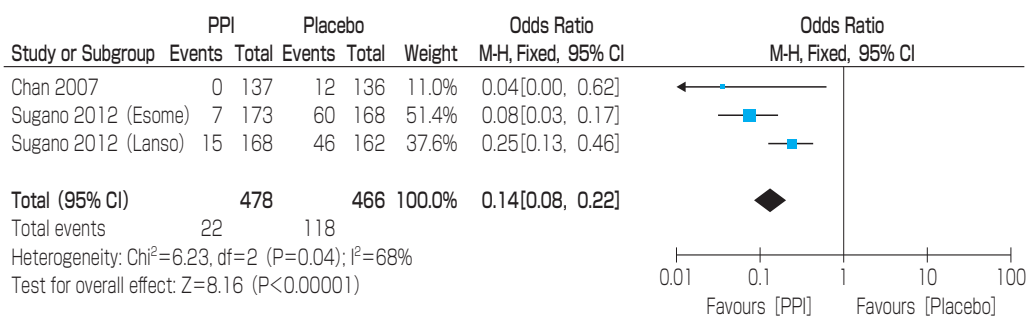 PPI Placebo Odds Ratio Odds Ratio
Study or Subgroup Events Total Events Total Weight M-H, Fixed, 95% CI M-H, Fixed, 95% CI
Chan 2007 0 137 12 136 11.0% 0.04[0.00, 0.62]
Sugano 2012 (Esome) 7 173 60 168 51.4% 0.08[0.03, 0.17]
Sugano 2012 (Lanso) 15 168 46 162 37.6% 0.25[0.13, 0.46]
Total (95% CI) 478 466 100.0% 0.14[0.08, 0.22]
Total events 22 118
Heterogeneity: Chi²=6.23, df=2 (P=0.04); I²=68%
Test for overall effect: Z=8.16 (P<0.00001)
0.01 0.1 1 10 100
Favours [PPI] Favours [Placebo]